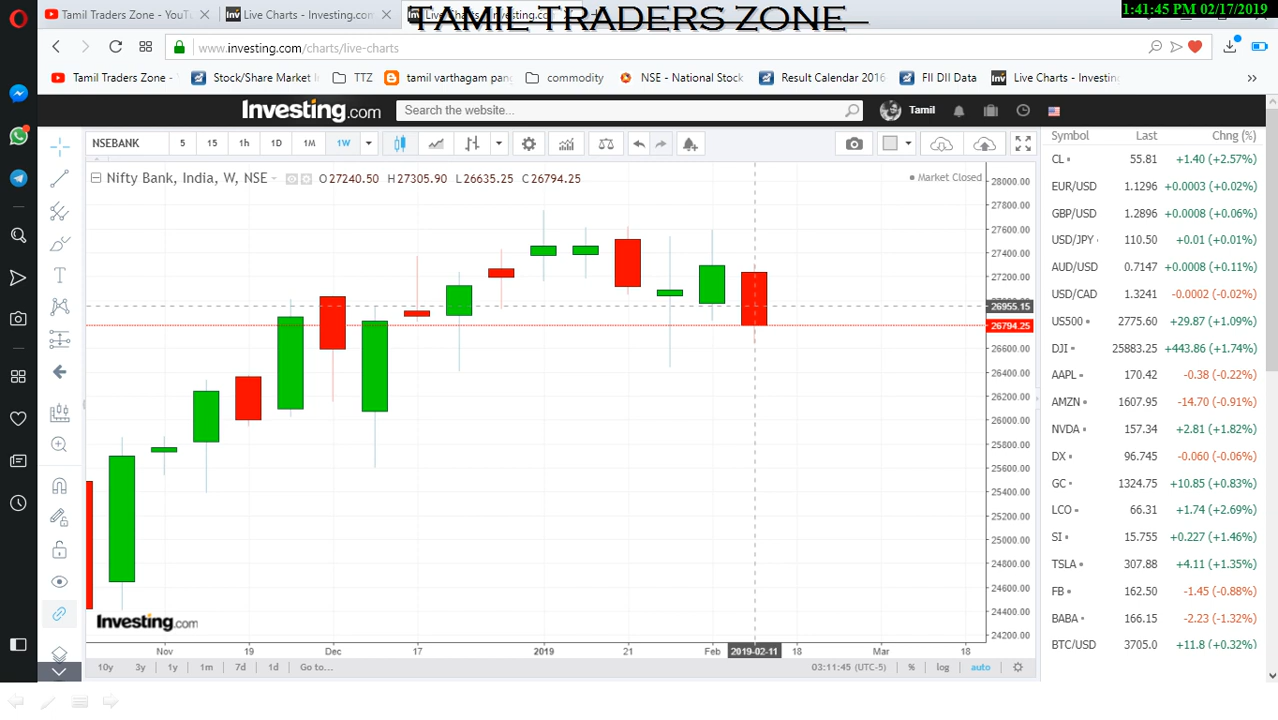 Tamil Traders Zone - YouT
Live Charts - Investing.com
TAMIL TRADERS ZONE
1:41:45 PM 02/17/2019
www.investing.com/charts/live-charts
Tamil Traders Zone -
Stock/Share Market I
TTZ
tamil varthagam pan
commodity
NSE - National Stock
Result Calendar 2016
FII DII Data
Live Charts - Investin
Investing.com
Search the website...
Tamil
NSEBANK
5
15
1h
1D
1M
1W
Nifty Bank, India, W, NSE
O27240.50 H27305.90 L26635.25 C26794.25
Market Closed
28000.00
27800.00
27600.00
27400.00
27200.00
26955.15
26794.25
26600.00
26400.00
26200.00
26000.00
25800.00
25600.00
25400.00
25200.00
25000.00
24800.00
24600.00
24400.00
24200.00
Investing.com
Nov 19 Dec 17 2019 21 Feb 2019-02-11 18 Mar 18
10y 3y 1y 1m 7d 1d Go to...
03:11:45 (UTC-5) % log auto
Symbol Last Chng (%)
CL 55.81 +1.40 (+2.57%)
EUR/USD 1.1296 +0.0003 (+0.02%)
GBP/USD 1.2896 +0.0008 (+0.06%)
USD/JPY 110.50 +0.01 (+0.01%)
AUD/USD 0.7147 +0.0008 (+0.11%)
USD/CAD 1.3241 -0.0002 (-0.02%)
US500 2775.60 +29.87 (+1.09%)
DJI 25883.25 +443.86 (+1.74%)
AAPL 170.42 -0.38 (-0.22%)
AMZN 1607.95 -14.70 (-0.91%)
NVDA 157.34 +2.81 (+1.82%)
DX 96.745 -0.060 (-0.06%)
GC 1324.75 +10.85 (+0.83%)
LCO 66.31 +1.74 (+2.69%)
SI 15.755 +0.227 (+1.46%)
TSLA 307.88 +4.11 (+1.35%)
FB 162.50 -1.45 (-0.88%)
BABA 166.15 -2.23 (-1.32%)
BTC/USD 3705.0 +11.8 (+0.32%)